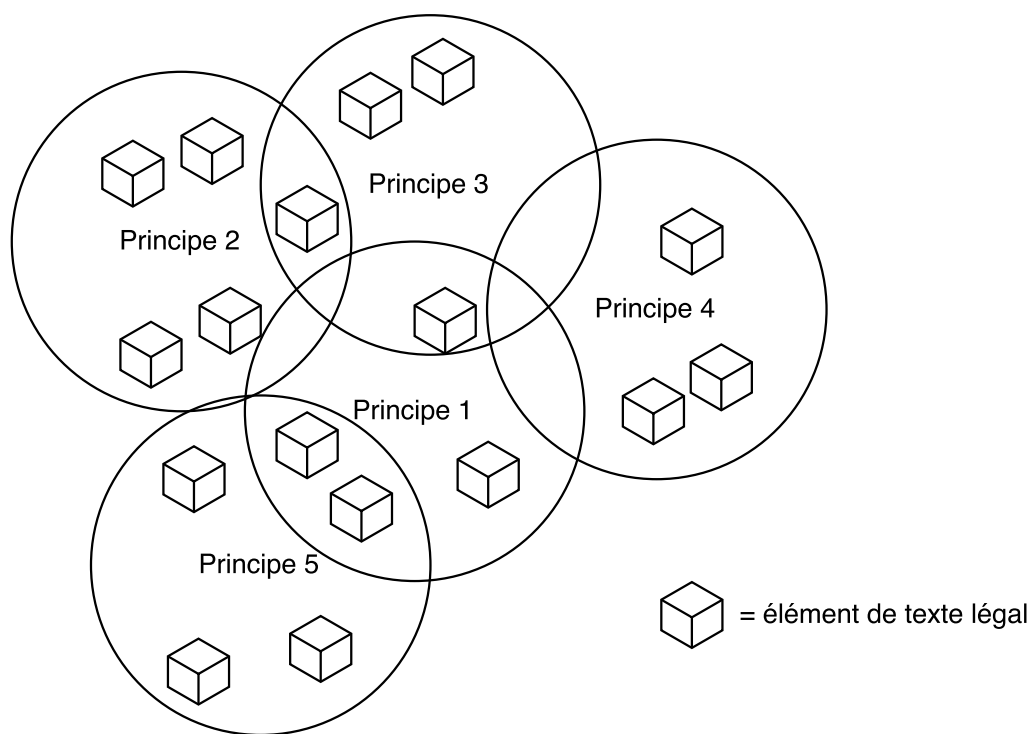 Principe 3
Principe 2
Principe 4
Principe 1
Principe 5
= élément de texte légal